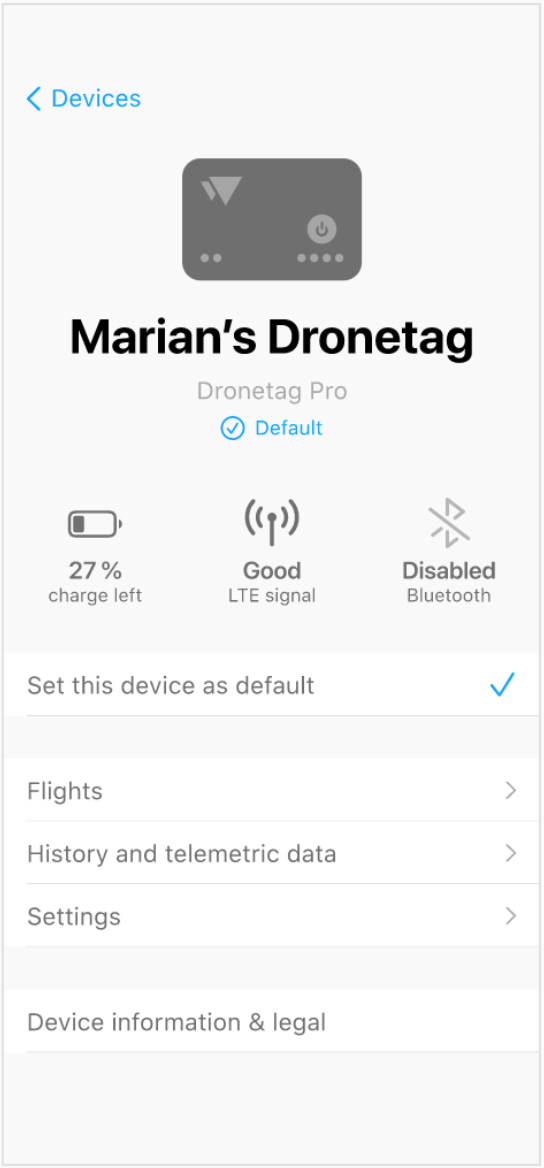 Devices
Marian’s Dronetag
Dronetag Pro
Default
27 %
charge left
Good
LTE signal
Disabled
Bluetooth
Set this device as default
Flights
History and telemetric data
Settings
Device information & legal